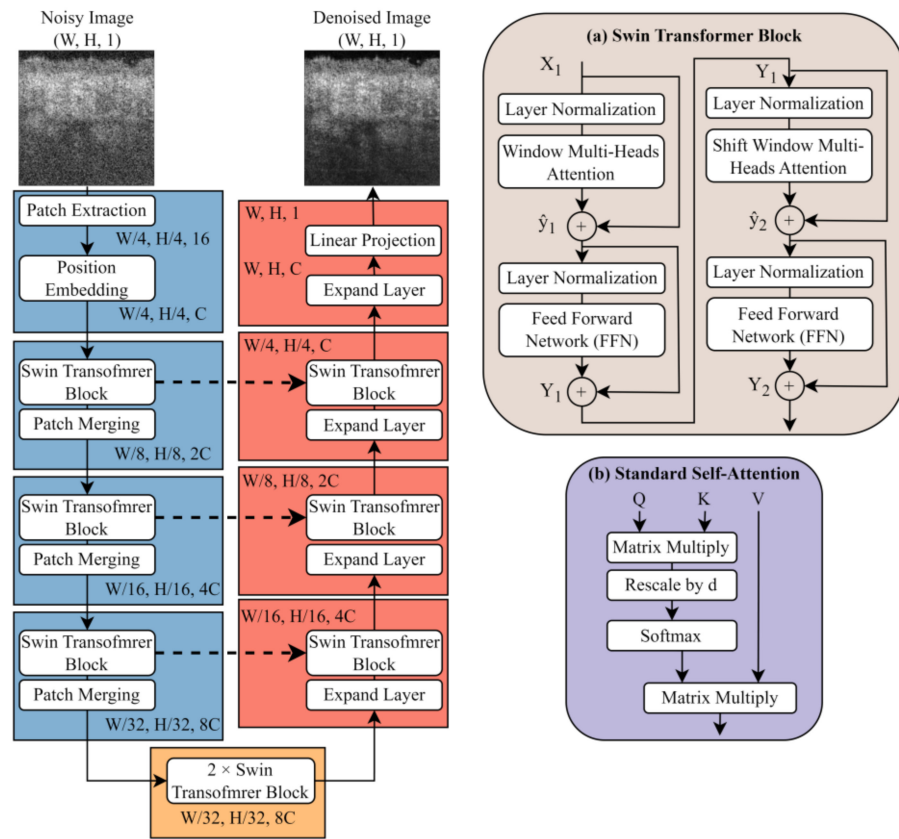 Noisy Image
(W, H, 1)
Patch Extraction
W/4, H/4, 16
Position
Embedding
W/4, H/4, C
Swin Transofmrer
Block
Patch Merging
W/8, H/8, 2C
Swin Transofmrer
Block
Patch Merging
W/16, H/16, 4C
Swin Transofmrer
Block
Patch Merging
W/32, H/32, 8C
2 × Swin
Transofmrer Block
W/32, H/32, 8C
Denoised Image
(W, H, 1)
W, H, 1
Linear Projection
W, H, C
Expand Layer
W/4, H/4, C
Swin Transofmrer
Block
Expand Layer
W/8, H/8, 2C
Swin Transofmrer
Block
Expand Layer
W/16, H/16, 4C
Swin Transofmrer
Block
Expand Layer
(a) Swin Transformer Block
X₁
Layer Normalization
Window Multi-Heads
Attention
ŷ₁
+
Layer Normalization
Feed Forward
Network (FFN)
Y₁
+
Y₁
Layer Normalization
Shift Window Multi-
Heads Attention
ŷ₂
+
Layer Normalization
Feed Forward
Network (FFN)
Y₂
+
(b) Standard Self-Attention
Q K V
Matrix Multiply
Rescale by d
Softmax
Matrix Multiply